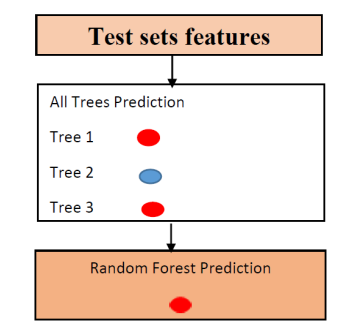 Test sets features
All Trees Prediction
Tree 1
Tree 2
Tree 3
Random Forest Prediction